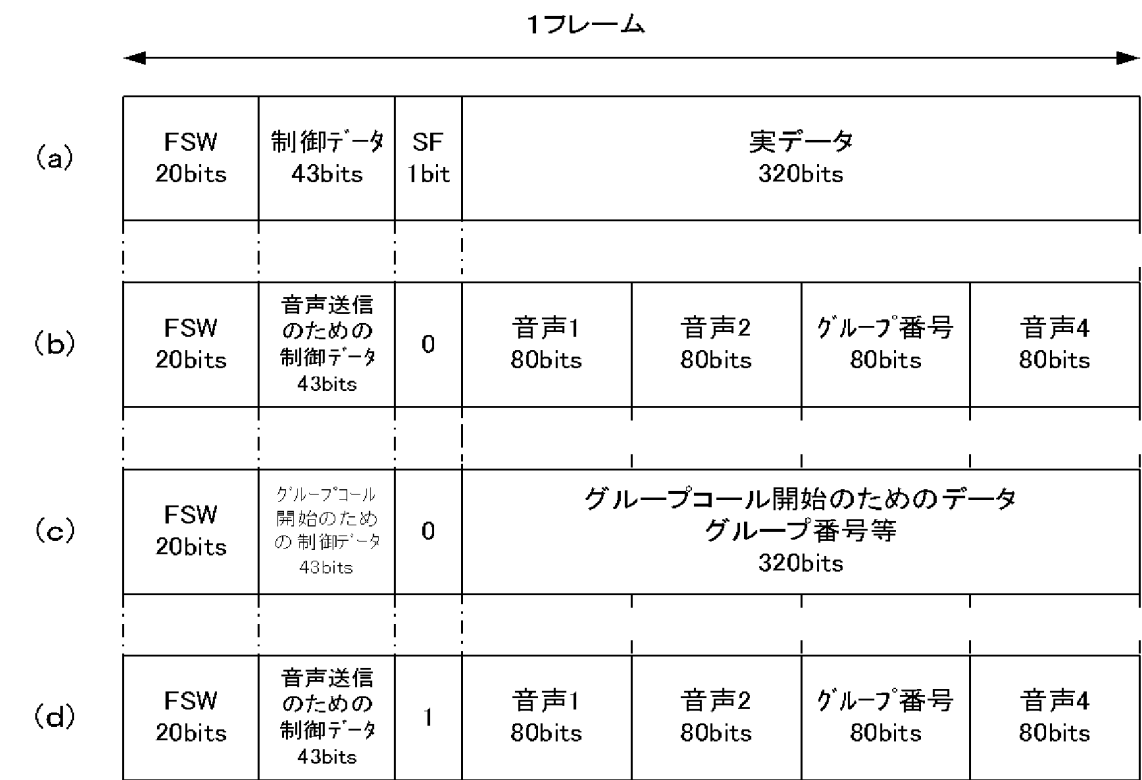 1フレーム
(a)
FSW
20bits
制御ﾃﾞｰﾀ
43bits
SF
1bit
実データ
320bits
(b)
FSW
20bits
音声送信
のための
制御ﾃﾞｰﾀ
43bits
0
音声1
80bits
音声2
80bits
ｸﾞﾙｰﾌﾟ番号
80bits
音声4
80bits
(c)
FSW
20bits
ｸﾞﾙｰﾌﾟｺｰﾙ
開始のため
の制御ﾃﾞｰﾀ
43bits
0
グループコール開始のためのデータ
グループ番号等
320bits
(d)
FSW
20bits
音声送信
のための
制御ﾃﾞｰﾀ
43bits
1
音声1
80bits
音声2
80bits
ｸﾞﾙｰﾌﾟ番号
80bits
音声4
80bits